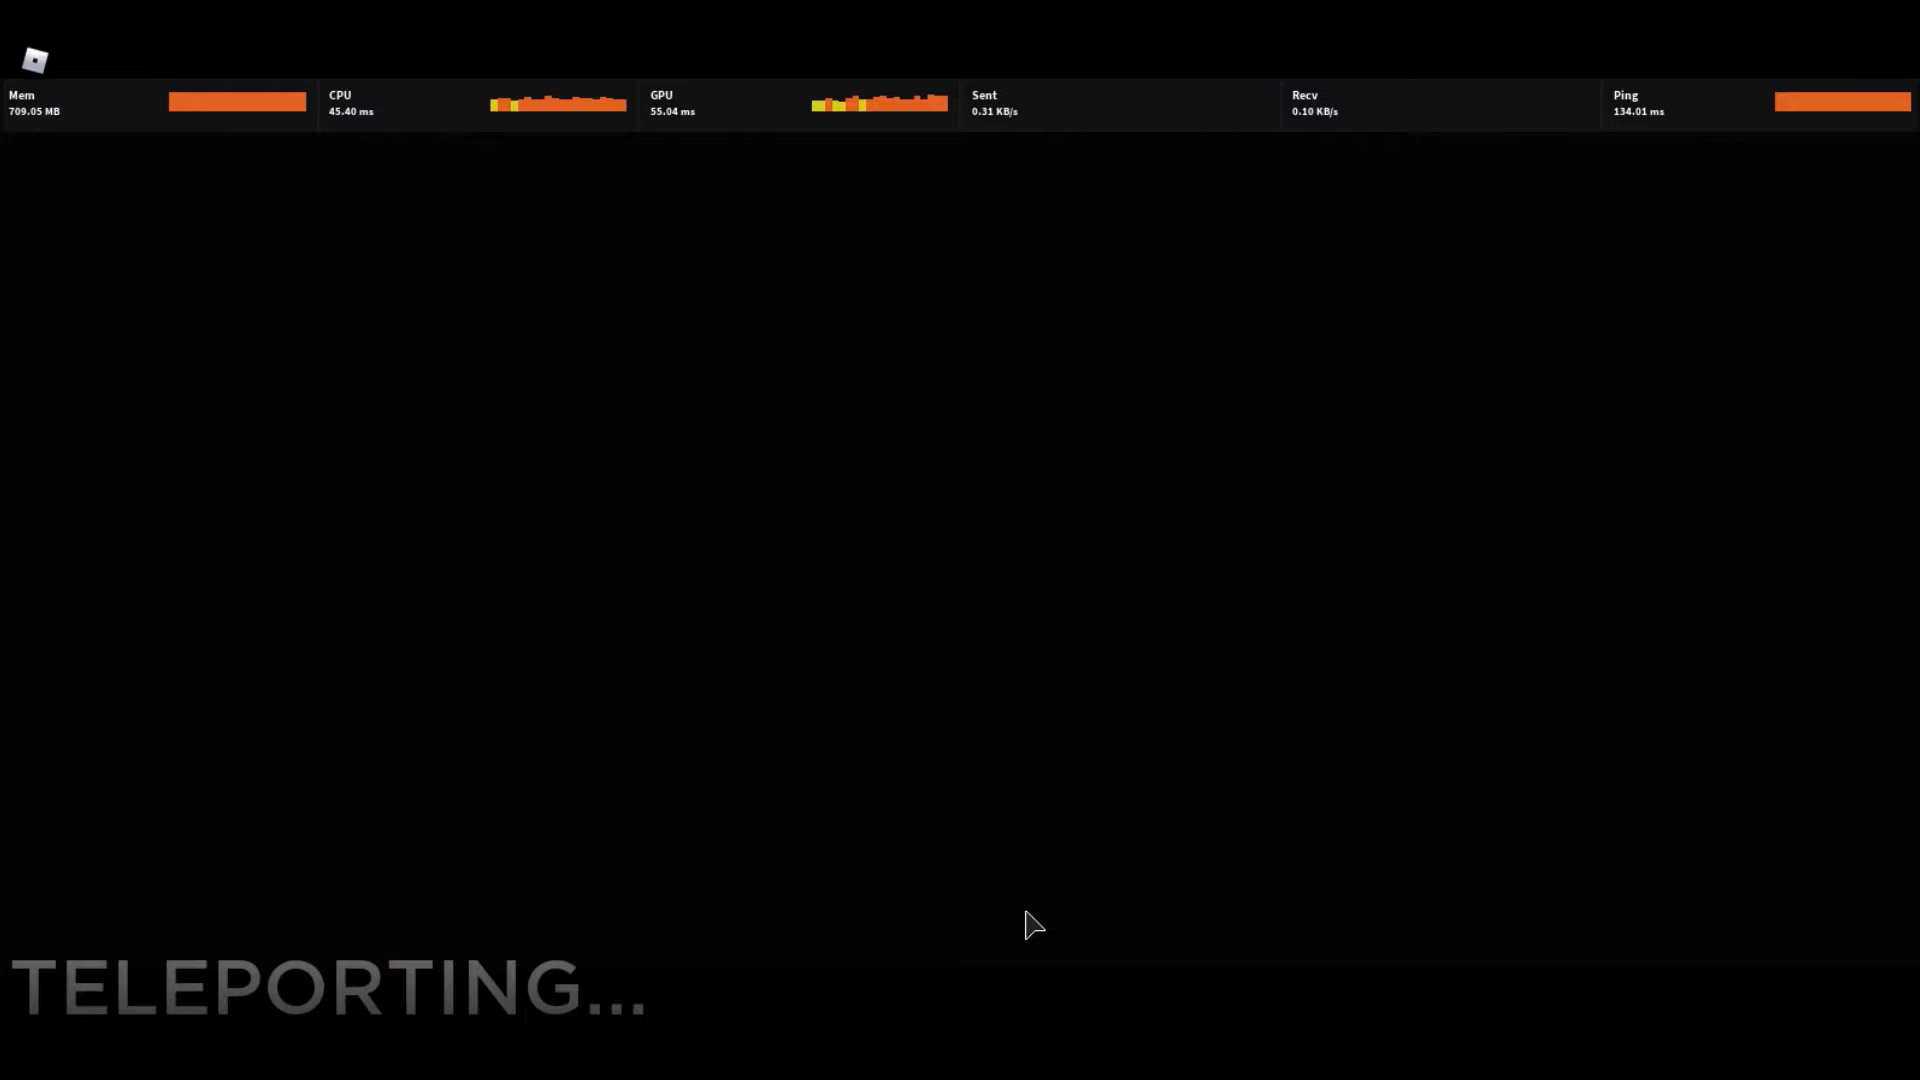 Mem
709.05 MB
CPU
45.40 ms
GPU
55.04 ms
Sent
0.31 KB/s
Recv
0.10 KB/s
Ping
134.01 ms
TELEPORTING...